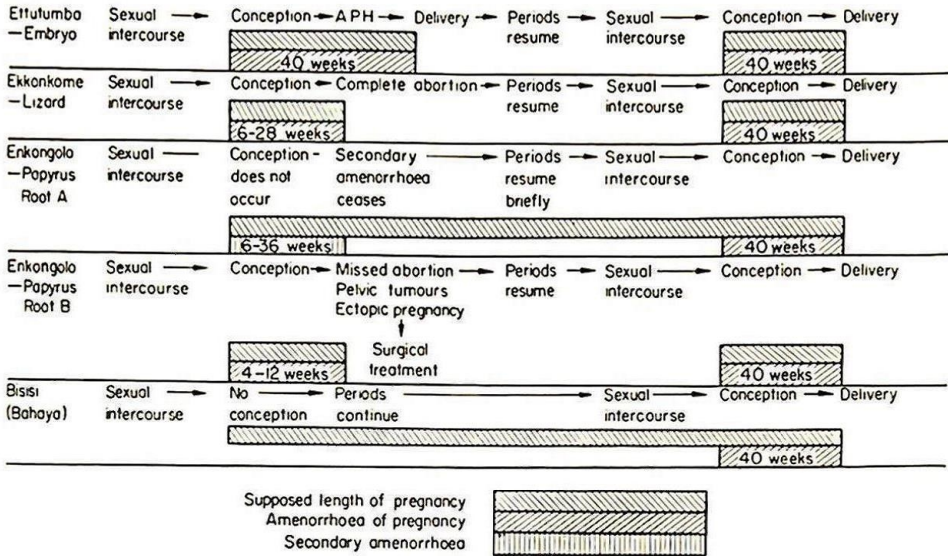 Ettutumba Sexual Conception APH Delivery Periods Sexual Conception Delivery
—Embryo intercourse resume intercourse
40 weeks 40 weeks
Ekkonkome Sexual Conception Complete abortion Periods Sexual Conception Delivery
—Lizard intercourse resume intercourse
6-28 weeks 40 weeks
Enkongolo Sexual Conception - Secondary Periods Sexual Conception Delivery
—Papyrus intercourse does not amenorrhoea resume intercourse
Root A occur ceases briefly
6-36 weeks 40 weeks
Enkongolo Sexual Conception Missed abortion Periods Sexual Conception Delivery
—Papyrus intercourse Pelvic tumours resume intercourse
Root B Ectopic pregnancy
Surgical
4-12 weeks treatment 40 weeks
Bisisi Sexual No Periods Sexual Conception Delivery
(Bahaya) intercourse conception continue intercourse
40 weeks
Supposed length of pregnancy
Amenorrhoea of pregnancy
Secondary amenorrhoea